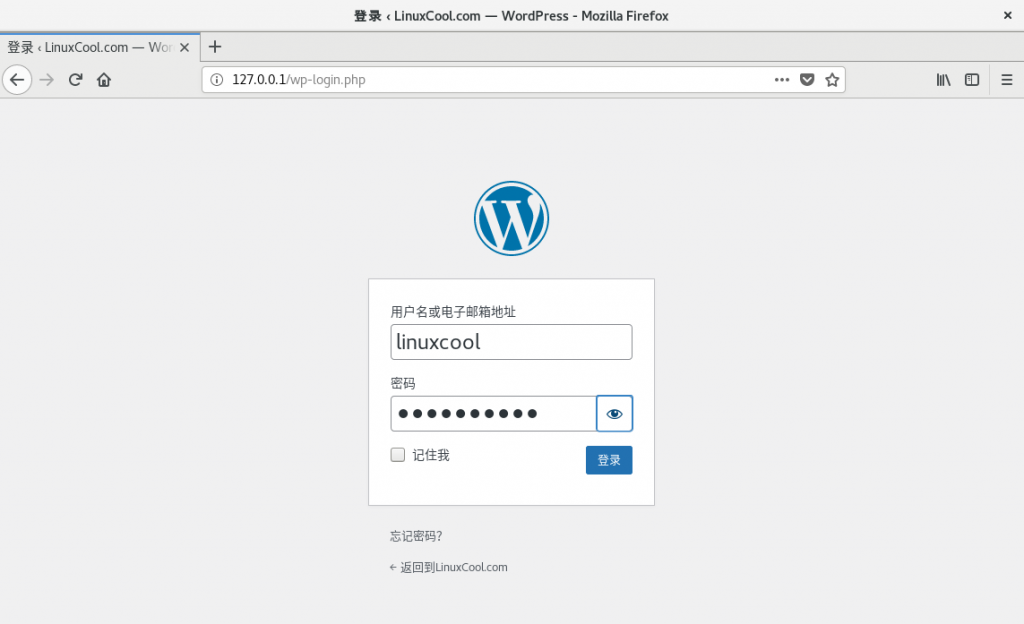 登录 ‹ LinuxCool.com — WordPress - Mozilla Firefox
登录 ‹ LinuxCool.com — Wor
127.0.0.1/wp-login.php
用户名或电子邮箱地址
linuxcool
密码
记住我
登录
忘记密码?
← 返回到LinuxCool.com